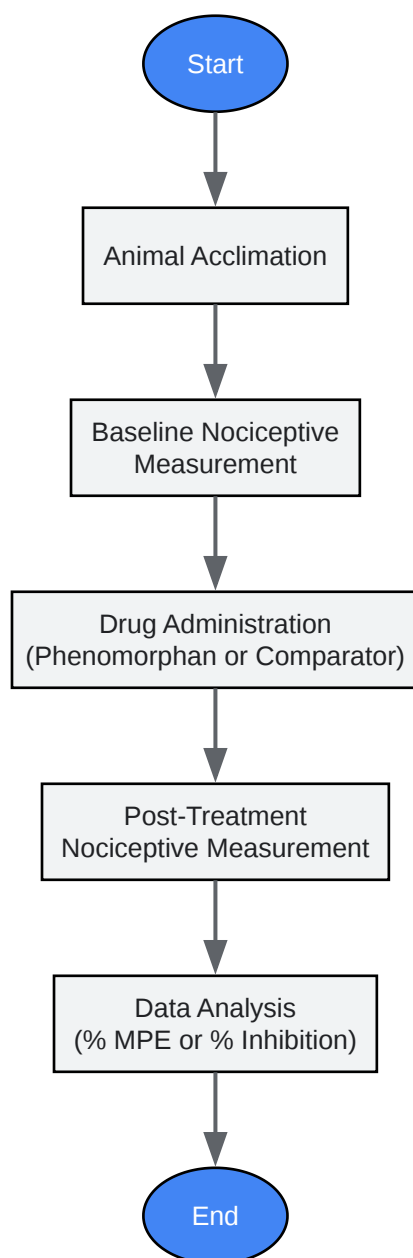 Start
Animal Acclimation
Baseline Nociceptive
Measurement
Drug Administration
(Phenomorphan or Comparator)
Post-Treatment
Nociceptive Measurement
Data Analysis
(% MPE or % Inhibition)
End